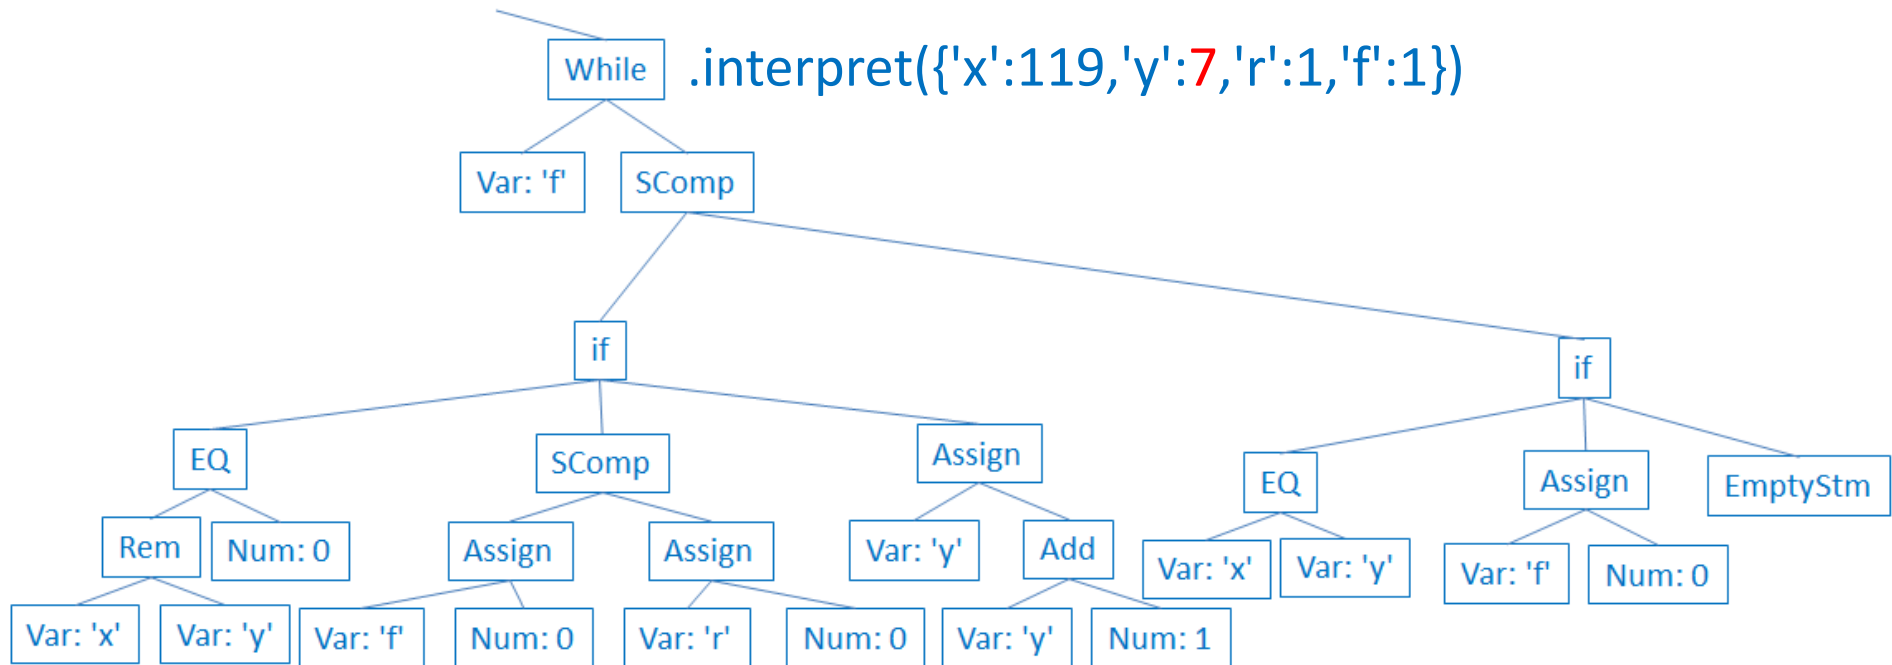 While .interpret({'x':119,'y':7,'r':1,'f':1})
Var: 'f'
SComp
if
if
EQ
SComp
Assign
EQ
Assign
EmptyStm
Rem
Num: 0
Assign
Assign
Var: 'y'
Add
Var: 'x'
Var: 'y'
Var: 'f'
Num: 0
Var: 'x'
Var: 'y'
Var: 'f'
Num: 0
Var: 'r'
Num: 0
Var: 'y'
Num: 1